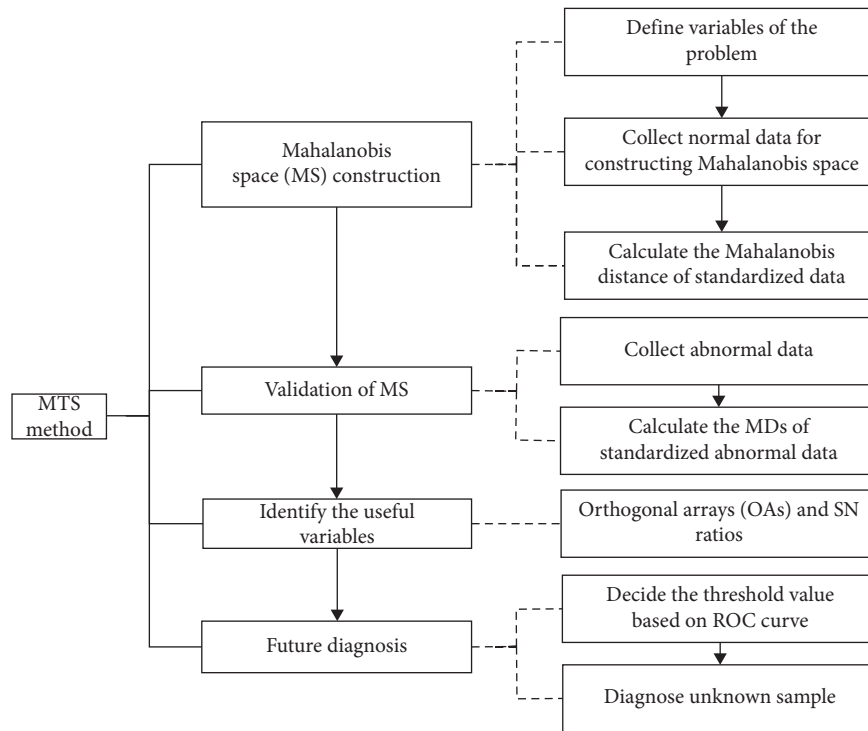 MTS
method
Mahalanobis
space (MS) construction
Validation of MS
Identify the useful
variables
Future diagnosis
Define variables of the
problem
Collect normal data for
constructing Mahalanobis space
Calculate the Mahalanobis
distance of standardized data
Collect abnormal data
Calculate the MDs of
standardized abnormal data
Orthogonal arrays (OAs) and SN
ratios
Decide the threshold value
based on ROC curve
Diagnose unknown sample